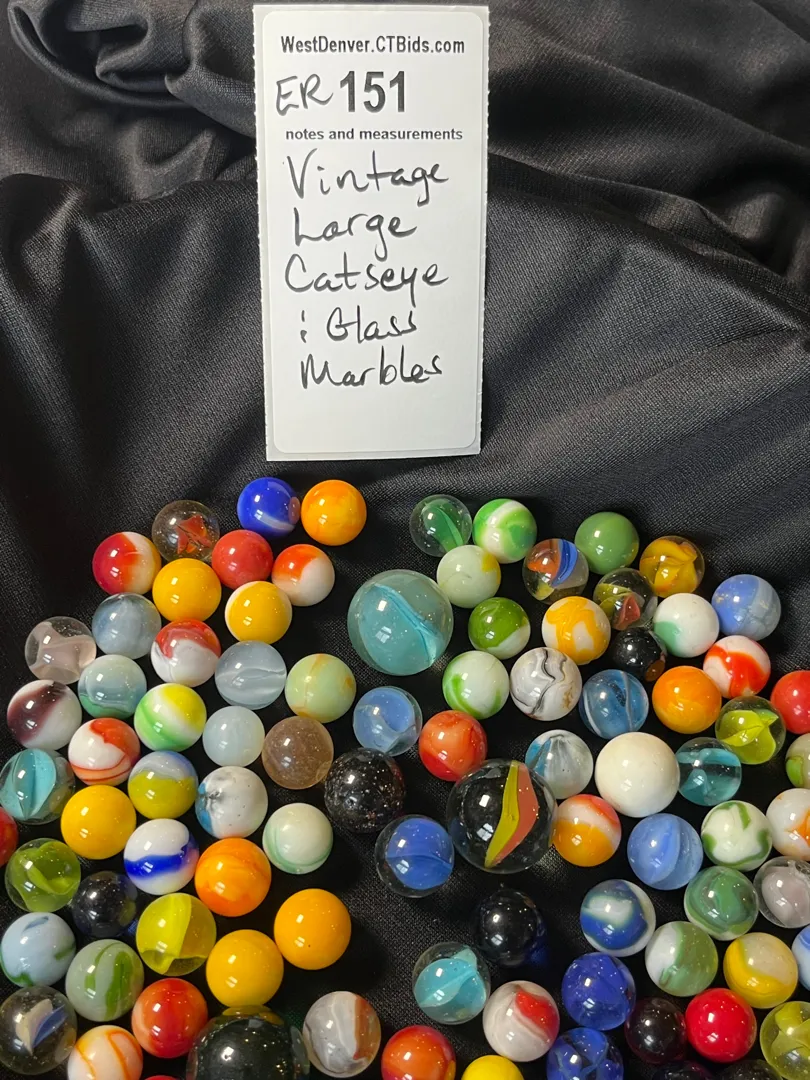 WestDenver.CTBids.com
ER 151
notes and measurements
Vintage
Large
Catseye
; Glass
Marbles